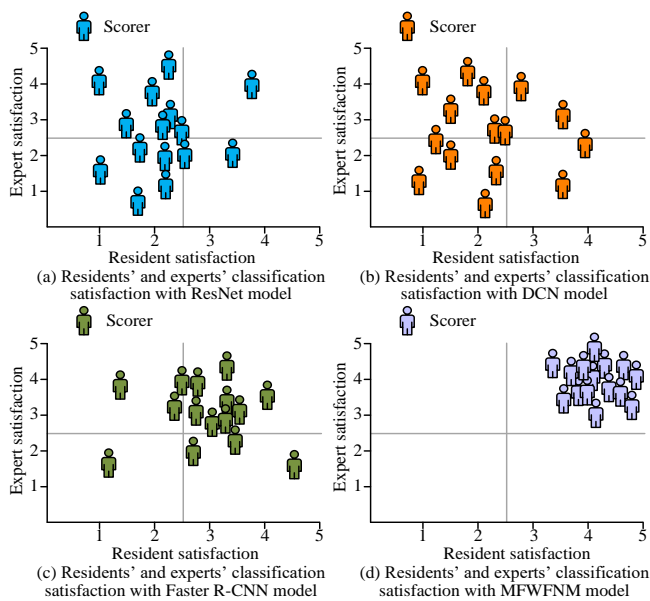 Scorer
5
4
3
2
1
Expert satisfaction
1 2 3 4 5
Resident satisfaction
(a) Residents’ and experts’ classification
satisfaction with ResNet model
Scorer
5
4
3
2
1
Expert satisfaction
1 2 3 4 5
Resident satisfaction
(b) Residents’ and experts’ classification
satisfaction with DCN model
Scorer
5
4
3
2
1
Expert satisfaction
1 2 3 4 5
Resident satisfaction
(c) Residents’ and experts’ classification
satisfaction with Faster R-CNN model
Scorer
5
4
3
2
1
Expert satisfaction
1 2 3 4 5
Resident satisfaction
(d) Residents’ and experts’ classification
satisfaction with MFWFNM model